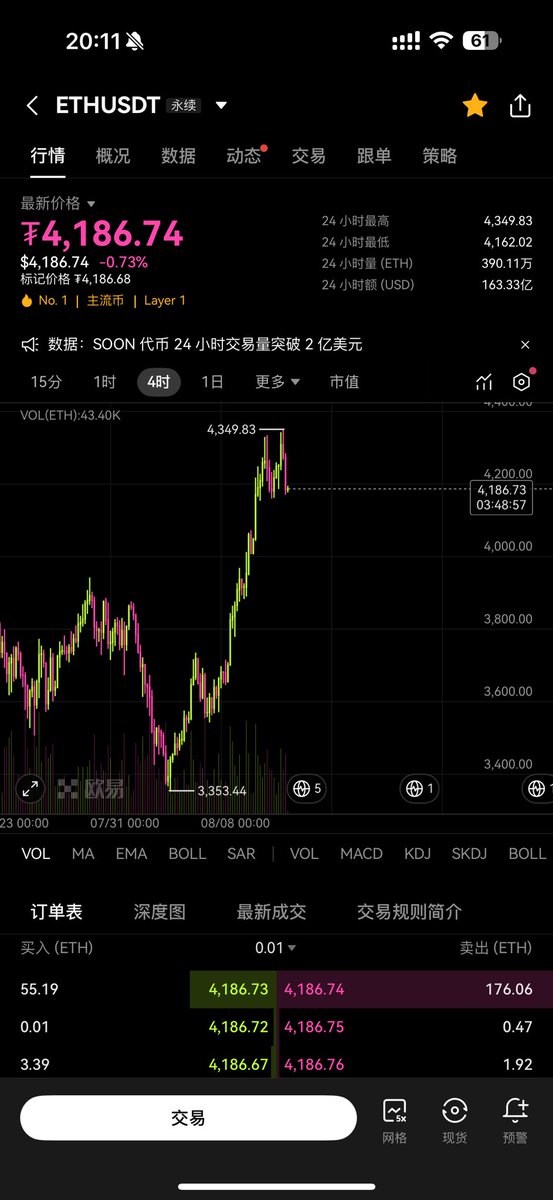 20:11
61
ETHUSDT 永续
行情 概况 数据 动态 交易 跟单 策略
最新价格
₮4,186.74
$4,186.74 -0.73%
标记价格 ₮4,186.68
No. 1 | 主流币 | Layer 1
24 小时最高 4,349.83
24 小时最低 4,162.02
24 小时量 (ETH) 390.11万
24 小时额 (USD) 163.33亿
数据：SOON 代币 24 小时交易量突破 2 亿美元 ×
15分 1时 4时 1日 更多 市值
VOL(ETH):43.40K
4,400.00
4,349.83
4,200.00
4,186.73
03:48:57
4,000.00
3,800.00
3,600.00
3,400.00
3,353.44
欧易
5
1
1
23 00:00 07/31 00:00 08/08 00:00
VOL MA EMA BOLL SAR | VOL MACD KDJ SKDJ BOLL
订单表 深度图 最新成交 交易规则简介
买入 (ETH) 0.01 卖出 (ETH)
55.19 4,186.73 4,186.74 176.06
0.01 4,186.72 4,186.75 0.47
3.39 4,186.67 4,186.76 1.92
交易
5x
网格 现货 预警